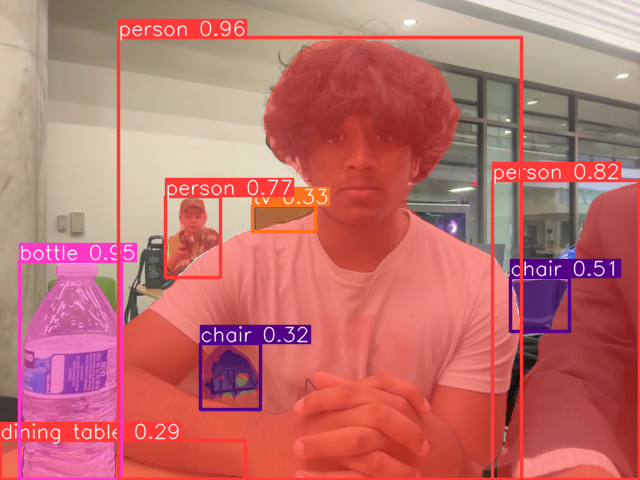 person 0.96
person 0.82
person 0.77
tv 0.33
bottle 0.95
chair 0.51
chair 0.32
dining table 0.29